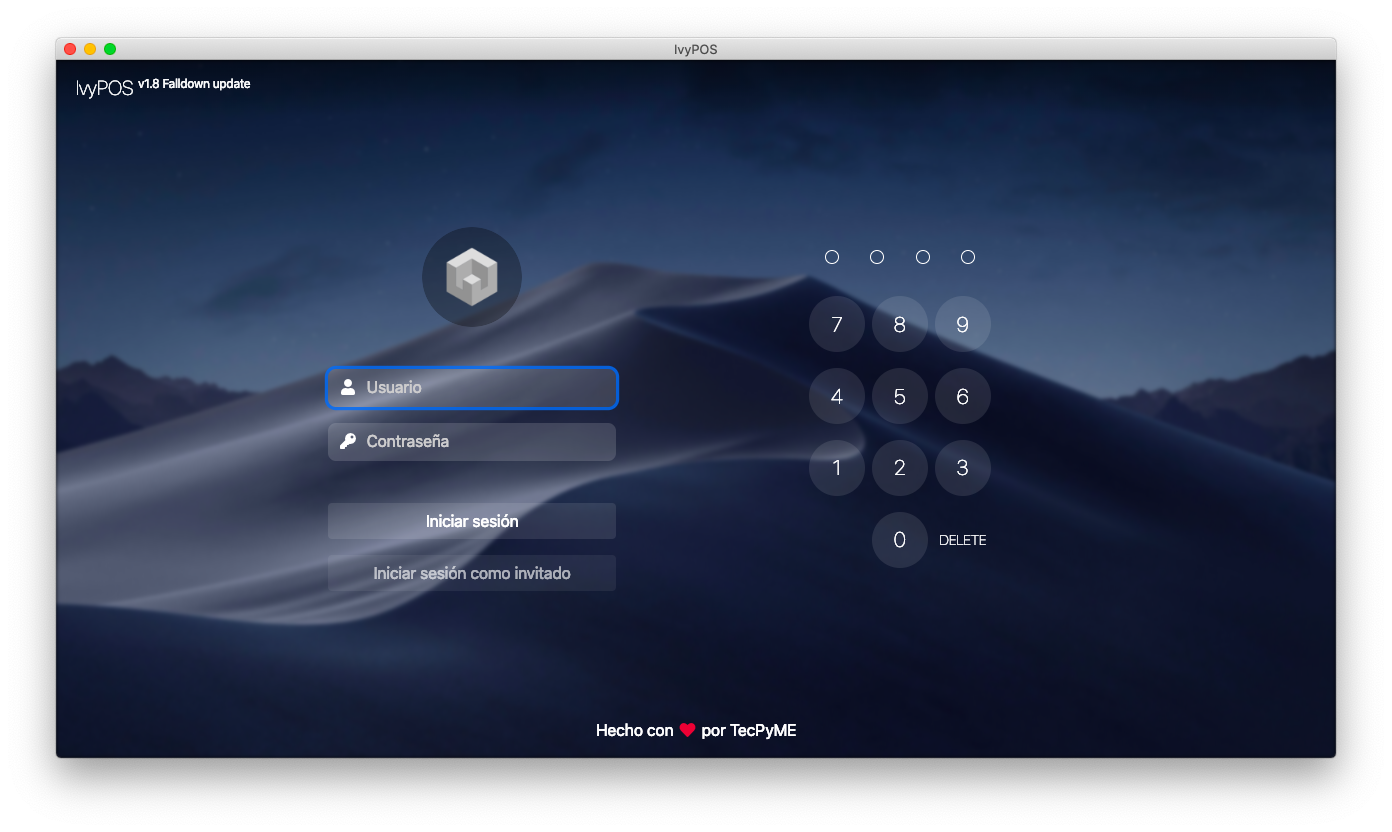 IvyPOS
IvyPOS v1.8 Falldown update
Usuario
Contraseña
Iniciar sesión
Iniciar sesión como invitado
7 8 9
4 5 6
1 2 3
0 DELETE
Hecho con ❤ por TecPyME